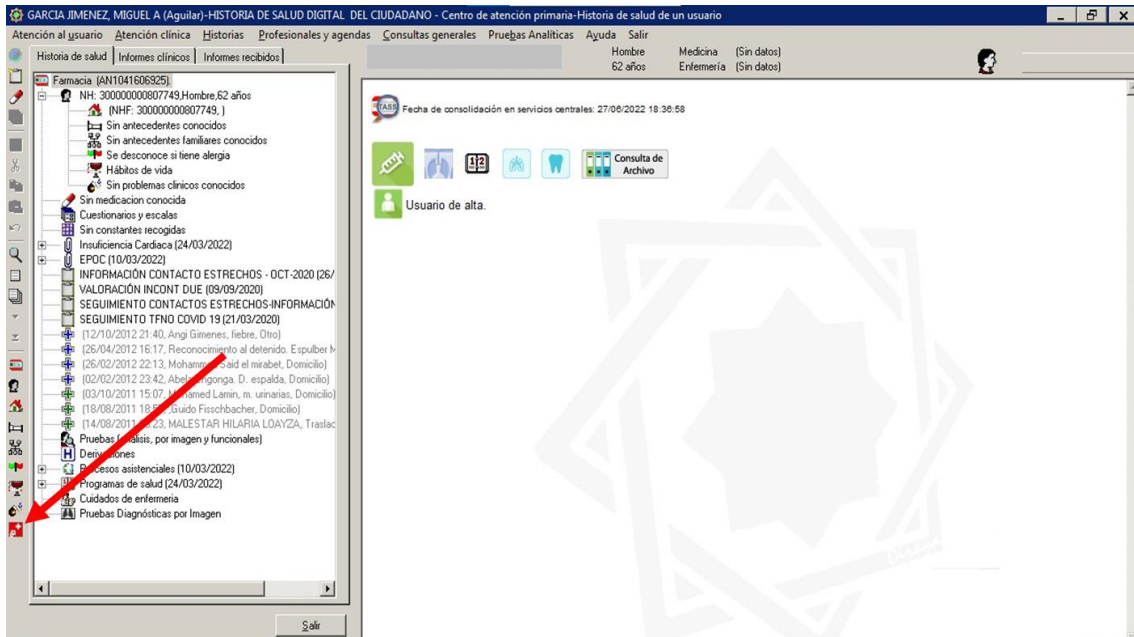 GARCIA JIMENEZ, MIGUEL A (Aguilar)-HISTORIA DE SALUD DIGITAL DEL CIUDADANO - Centro de atención primaria-Historia de salud de un usuario
Atención al usuario Atención clínica Historias Profesionales y agendas Consultas generales Pruebas Analíticas Ayuda Salir
Historia de salud Informes clínicos Informes recibidos
Hombre Medicina (Sin datos)
62 años Enfermería (Sin datos)
Farmacia (AN1041606925).
NH: 300000000807749,Hombre,62 años
(NHF: 300000000807749, )
Sin antecedentes conocidos
Sin antecedentes familiares conocidos
Se desconoce si tiene alergia
Hábitos de vida
Sin problemas clinicos conocidos
Sin medicacion conocida
Cuestionarios y escalas
Sin constantes recogidas
Insuficiencia Cardiaca (24/03/2022)
EPOC (10/03/2022)
INFORMACIÓN CONTACTO ESTRECHOS - OCT-2020 (26/
VALORACIÓN INCONT DUE (09/09/2020)
SEGUIMIENTO CONTACTOS ESTRECHOS-INFORMACIÓN
SEGUIMIENTO TFNO COVID 19 (21/03/2020)
(12/10/2012 21:40, Angi Gimenes, fiebre, Otro)
(26/04/2012 16:17, Reconocimiento al detenido. Espulber
(26/02/2012 22:13, Said el mirabet, Domicilio)
(02/02/2012 23:42, D. espalda, Domicilio)
(03/10/2011 15:07, Lamin, m. urinarias, Domicilio)
(18/08/2011 Guido Fisschbacher, Domicilio)
(14/08/2011 MALESTAR HILARIA LOAYZA, Traslad
Pruebas (análisis, por imagen y funcionales)
Derivaciones
Procesos asistenciales (10/03/2022)
Programas de salud (24/03/2022)
Cuidados de enfermeria
Pruebas Diagnósticas por Imagen
Salir
TASS Fecha de consolidación en servicios centrales: 27/06/2022 18:36:58
12
Consulta de
Archivo
Usuario de alta.
Diraya